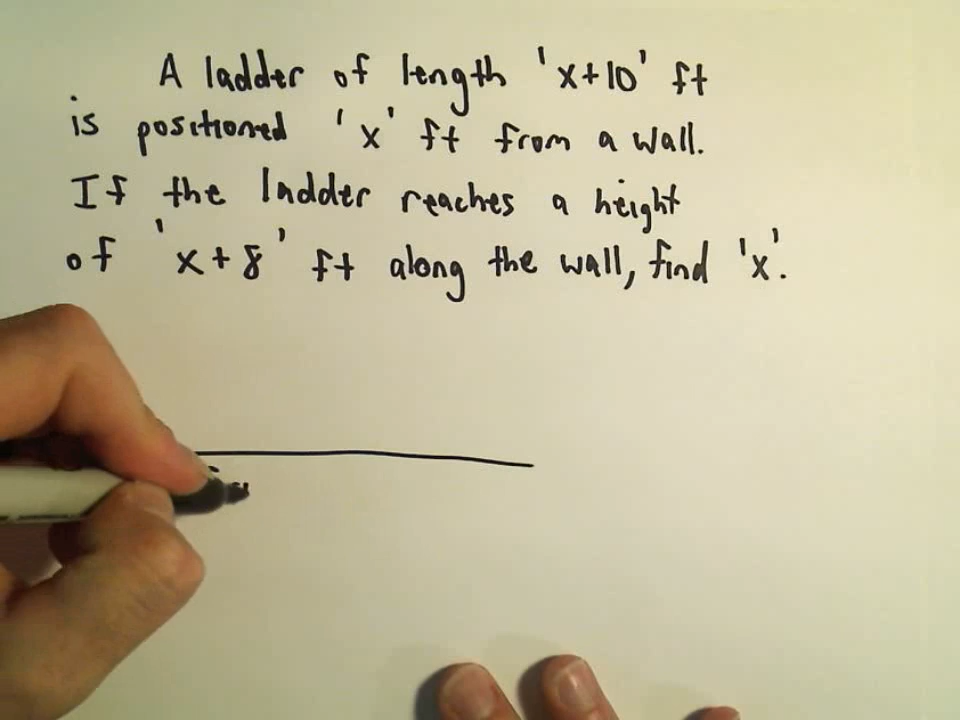 A ladder of length 'x+10' ft
is positioned 'x' ft from a wall.
If the ladder reaches a height
of 'x+8' ft along the wall, find 'x'.